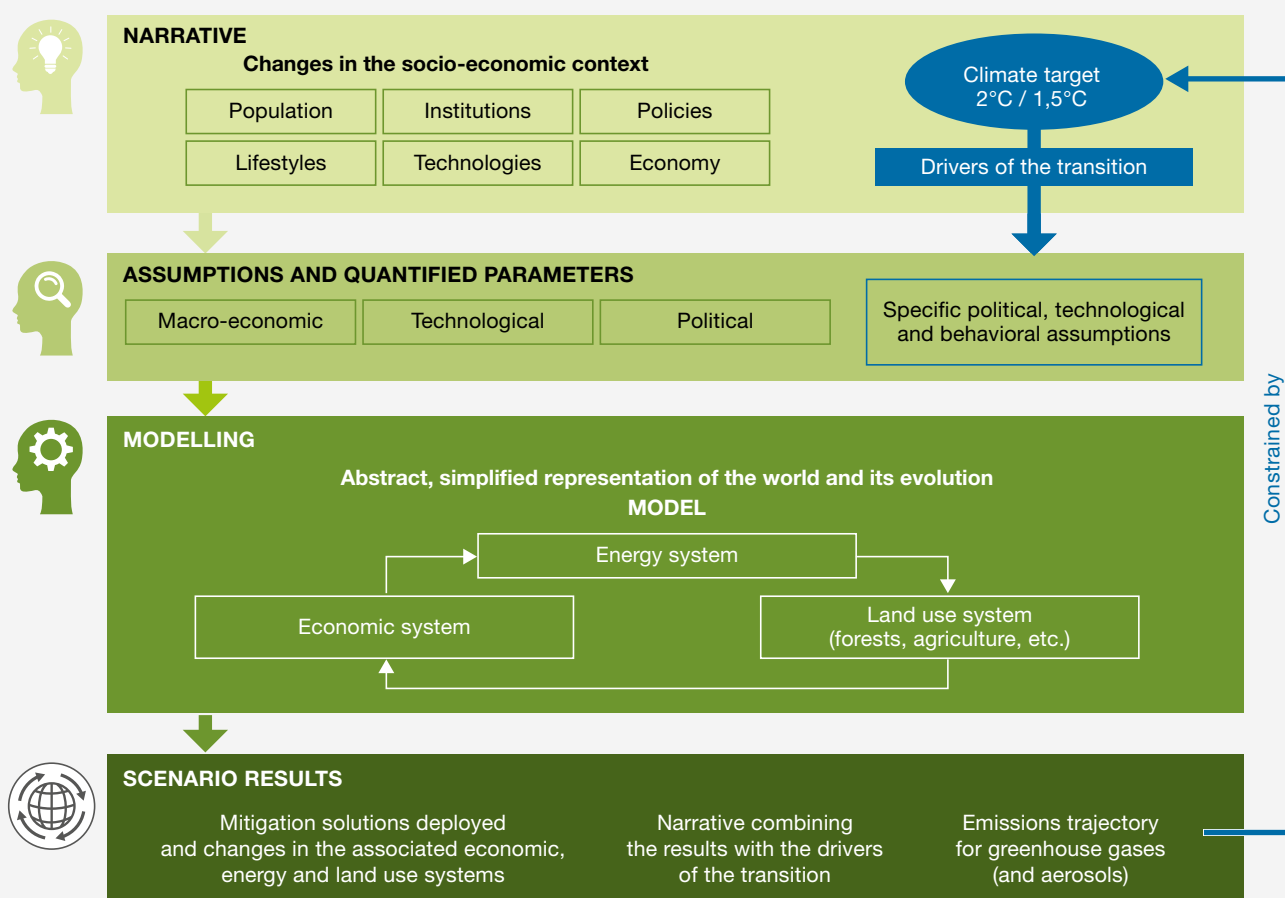 NARRATIVE
Changes in the socio-economic context
Population
Institutions
Policies
Lifestyles
Technologies
Economy
Climate target
2°C / 1,5°C
Drivers of the transition
ASSUMPTIONS AND QUANTIFIED PARAMETERS
Macro-economic
Technological
Political
Specific political, technological
and behavioral assumptions
Constrained by
MODELLING
Abstract, simplified representation of the world and its evolution
MODEL
Energy system
Economic system
Land use system
(forests, agriculture, etc.)
SCENARIO RESULTS
Mitigation solutions deployed
and changes in the associated economic,
energy and land use systems
Narrative combining
the results with the drivers
of the transition
Emissions trajectory
for greenhouse gases
(and aerosols)